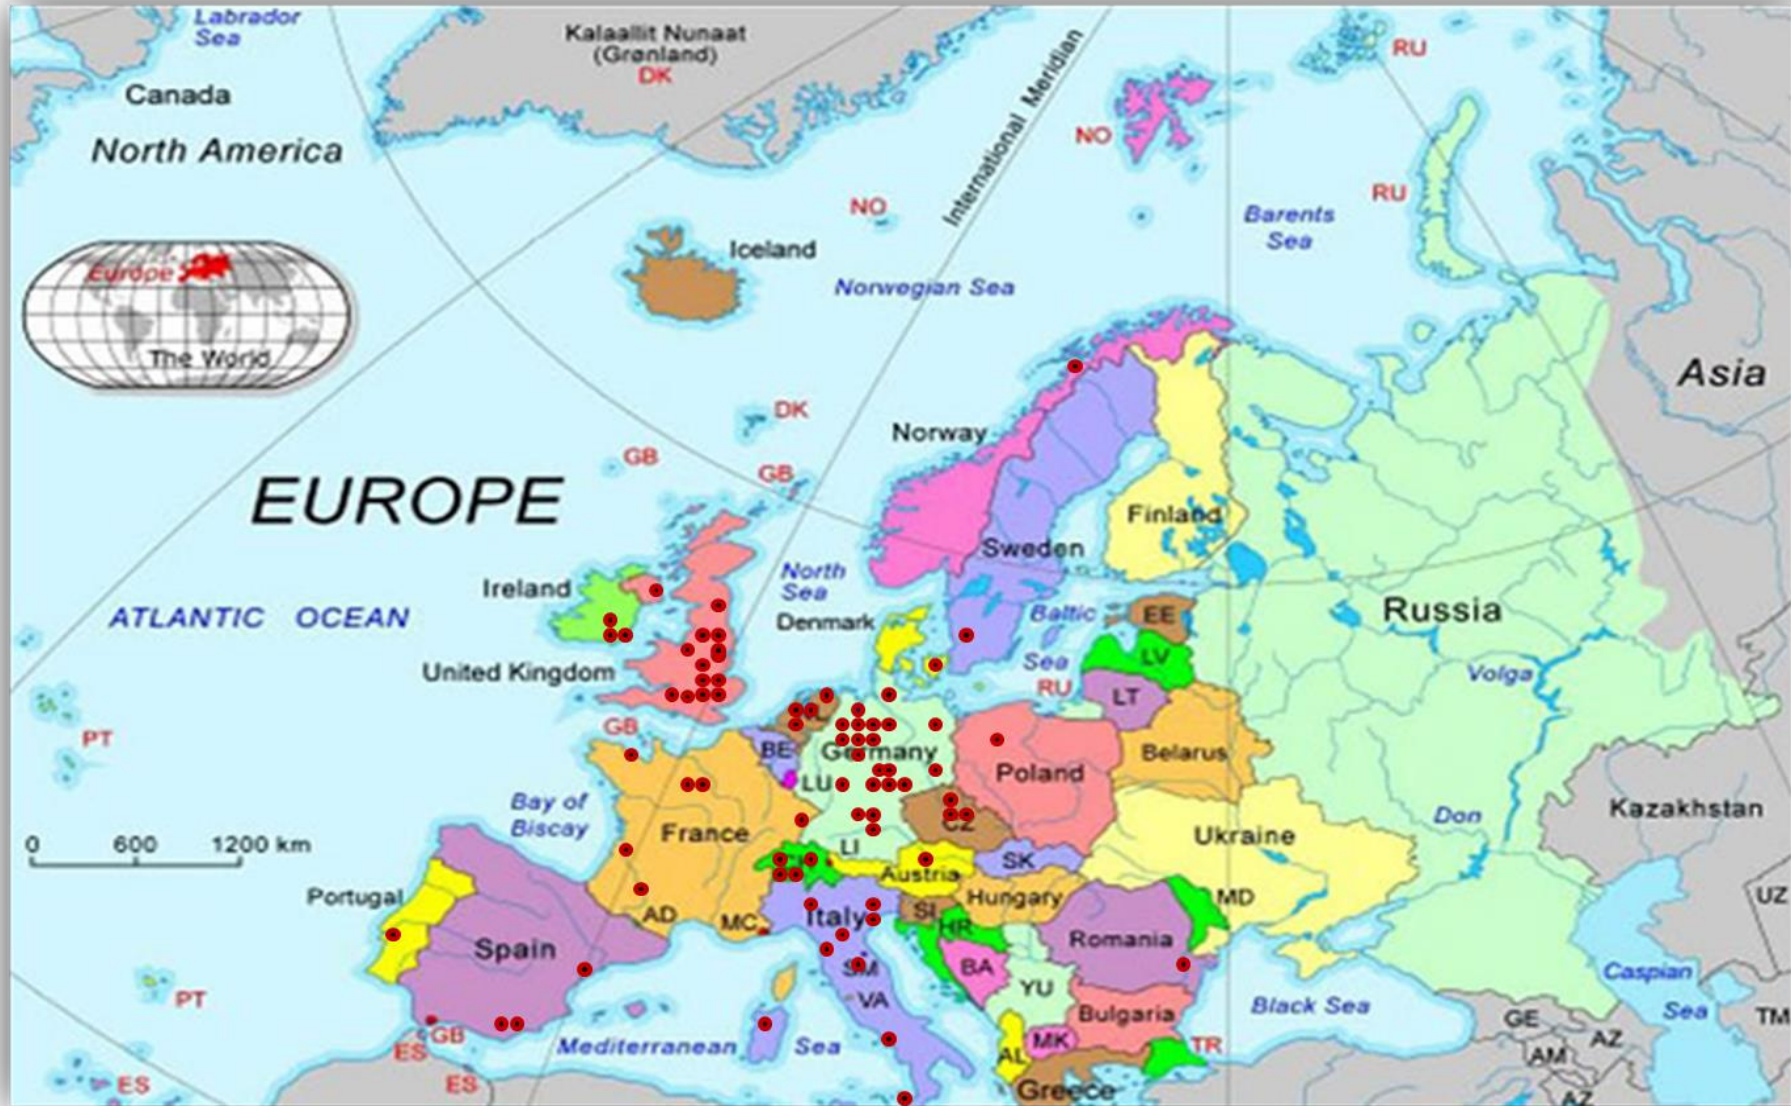 Labrador
Sea
Kalaallit Nunaat
(Grønland)
DK
RU
Canada
International Meridian
NO
North America
RU
NO
Barents
Sea
Iceland
Europe
Norwegian Sea
The World
Asia
DK
Norway
GB
GB
EUROPE
Finland
Sweden
North
Sea
Ireland
ATLANTIC OCEAN
Baltic
EE
Russia
Denmark
LV
Sea
United Kingdom
Volga
RU
LT
GB
PT
BE
Germany
Belarus
Poland
LU
Bay of
Biscay
Kazakhstan
Don
CZ
France
Ukraine
0 600 1200 km
LI
SK
Austria
Portugal
Hungary
MD
UZ
AD
MC
Italy
SI
HR
Spain
Romania
SM
BA
Caspian
PT
YU
VA
Black Sea
Sea
Bulgaria
GE
TM
GB
ES
Mediterranean Sea
MK
TR
AZ
AL
AM
ES
ES
Greece
AZ